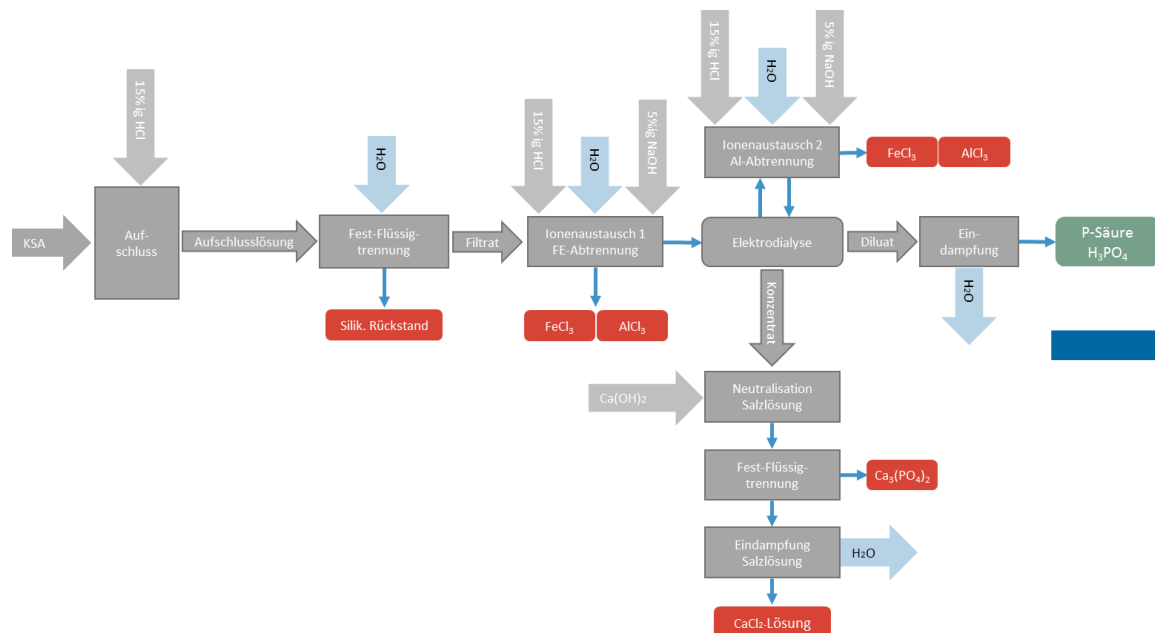 15% ig HCl
H₂O
5% ig NaOH
15% ig HCl
Ionenaustausch 2
Al-Abtrennung
FeCl₃
AlCl₃
H₂O
15% ig HCl
H₂O
5%ig NaOH
KSA
Auf-
schluss
Aufschlusslösung
Fest-Flüssig-
trennung
Filtrat
Ionenaustausch 1
FE-Abtrennung
Elektrodialyse
Diluat
Ein-
dampfung
P-Säure
H₃PO₄
Silik. Rückstand
FeCl₃
AlCl₃
Konzentrat
H₂O
Ca(OH)₂
Neutralisation
Salzlösung
Fest-Flüssig-
trennung
Ca₃(PO₄)₂
Eindampfung
Salzlösung
H₂O
CaCl₂-Lösung